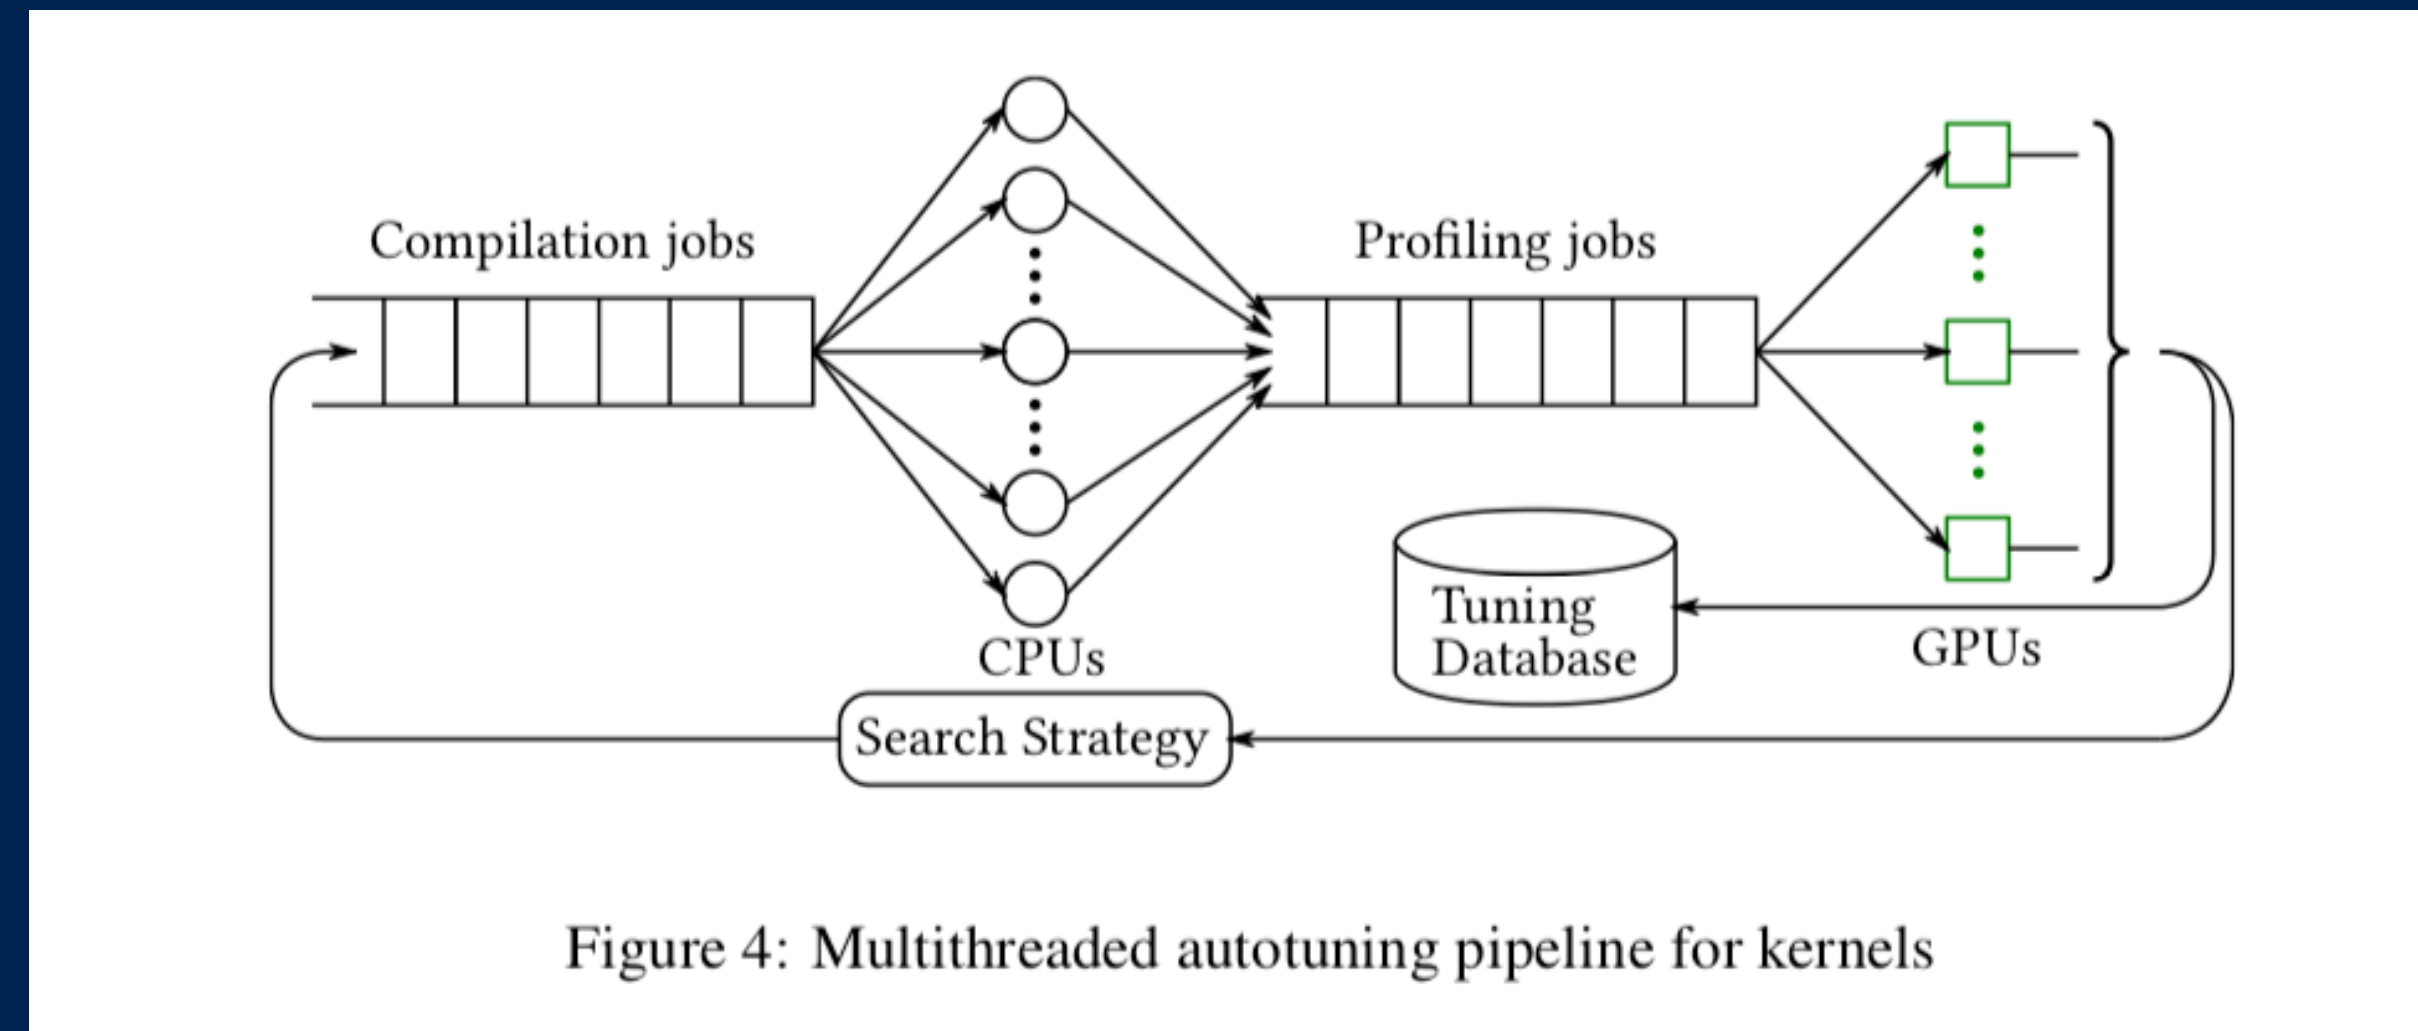 Compilation jobs
Profiling jobs
CPUs
Tuning
Database
GPUs
Search Strategy
Figure 4: Multithreaded autotuning pipeline for kernels